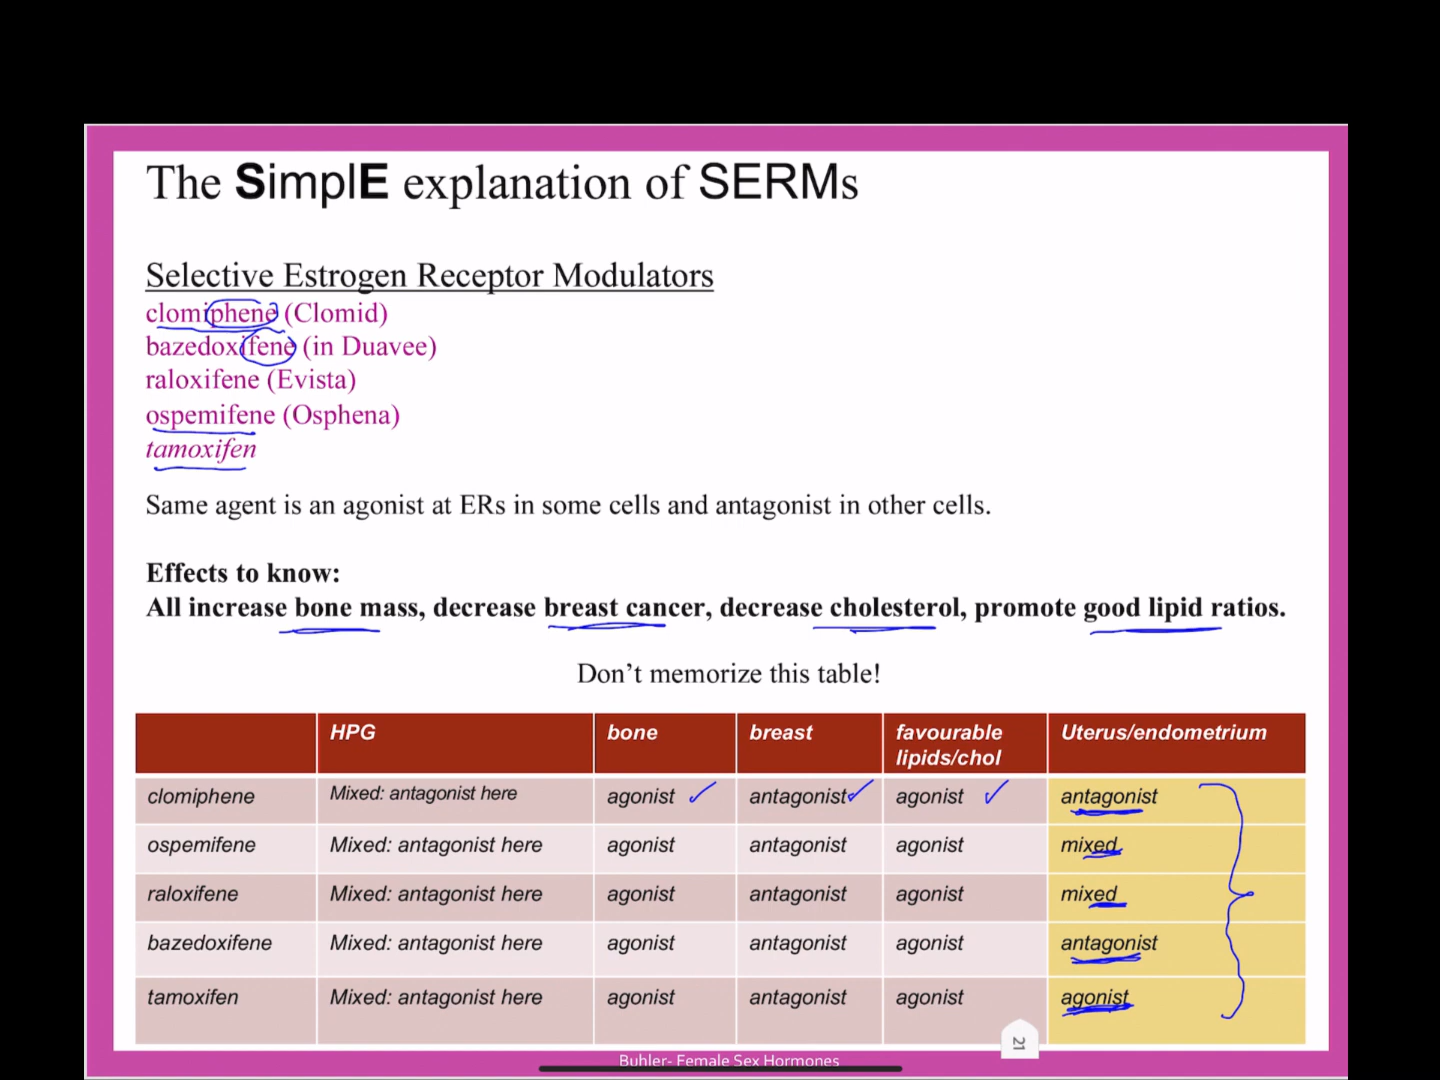 The SimplE explanation of SERMs
Selective Estrogen Receptor Modulators
clomiphene (Clomid)
bazedoxifene (in Duavee)
raloxifene (Evista)
ospemifene (Osphena)
tamoxifen
Same agent is an agonist at ERs in some cells and antagonist in other cells.
Effects to know:
All increase bone mass, decrease breast cancer, decrease cholesterol, promote good lipid ratios.
Don’t memorize this table!
HPG bone breast favourable lipids/chol Uterus/endometrium
clomiphene Mixed: antagonist here agonist antagonist agonist antagonist
ospemifene Mixed: antagonist here agonist antagonist agonist mixed
raloxifene Mixed: antagonist here agonist antagonist agonist mixed
bazedoxifene Mixed: antagonist here agonist antagonist agonist antagonist
tamoxifen Mixed: antagonist here agonist antagonist agonist agonist
21
Buhler- Female Sex Hormones